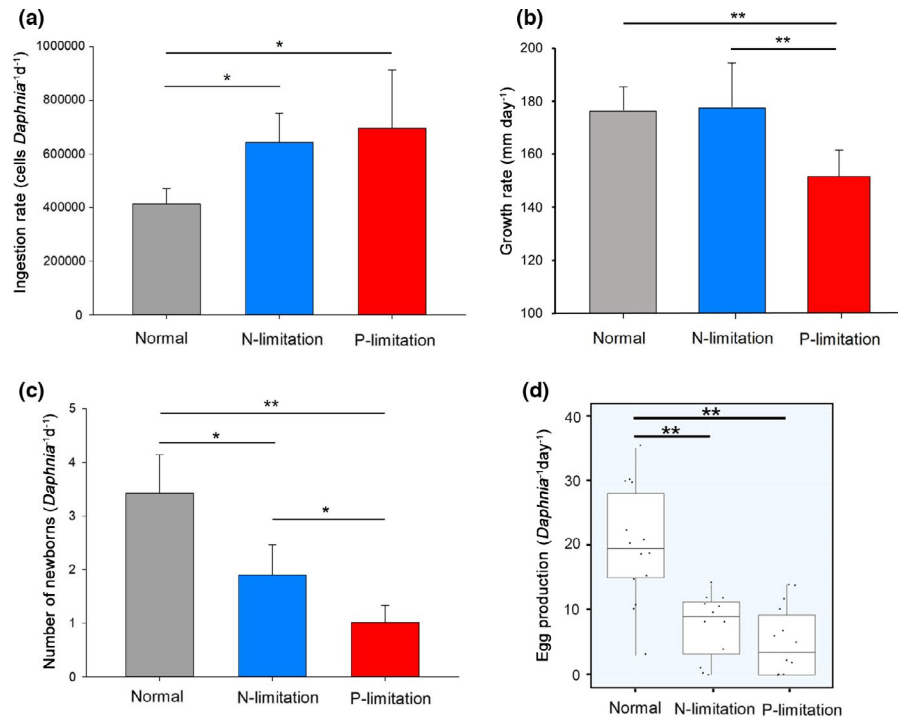 (a)
Ingestion rate (cells Daphnia⁻¹d⁻¹)
1000000
800000
600000
400000
200000
0
*
*
Normal
N-limitation
P-limitation
(b)
Growth rate (mm day⁻¹)
200
180
160
140
120
100
**
**
Normal
N-limitation
P-limitation
(c)
Number of newborns (Daphnia⁻¹d⁻¹)
5
4
3
2
1
0
**
*
*
Normal
N-limitation
P-limitation
(d)
Egg production (Daphnia⁻¹day⁻¹)
40
30
20
10
0
**
**
Normal
N-limitation
P-limitation